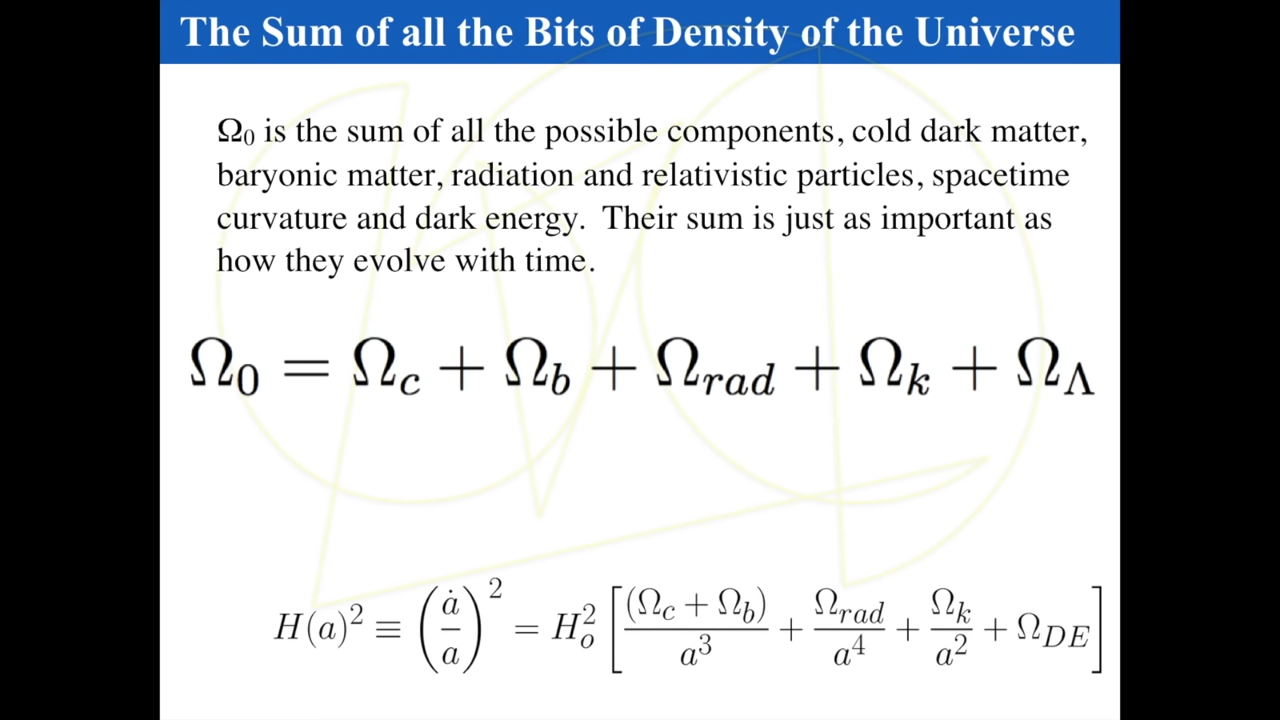 The Sum of all the Bits of Density of the Universe
Ω₀ is the sum of all the possible components, cold dark matter,
baryonic matter, radiation and relativistic particles, spacetime
curvature and dark energy.  Their sum is just as important as
how they evolve with time.
Ω₀ = Ω_c + Ω_b + Ω_rad + Ω_k + Ω_Λ
H(a)² ≡ (ȧ/a)² = H_o² [(Ω_c + Ω_b)/a³ + Ω_rad/a⁴ + Ω_k/a² + Ω_DE]